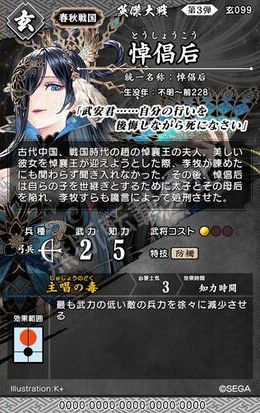 春秋戦国
英傑大戦
第3弾
玄099
玄
とうしょうこう
悼倡后
統一名称：悼倡后
生没年：不明～前228
「武安君……自分の行いを
後悔しながら死になさい」
古代中国、戦国時代の趙の悼襄王の夫人。美しい
彼女を悼襄王が迎えようとした際、李牧が諫めた
にも関わらず聞き入れなかった。その後、悼倡后
は自らの子を世継ぎとするために太子とその母后
を陥れ、李牧すらも讒言によって処刑させた。
兵種 武力 知力 武将コスト
弓兵 2 5
特技 防柵
しゅしょうのどく
主唱の毒
必要士気 3
効果時間 知力時間
効果範囲
最も武力の低い敵の兵力を徐々に減少させ
る
Illustration:K+
©SEGA
0000-0000-0000-0000-0000